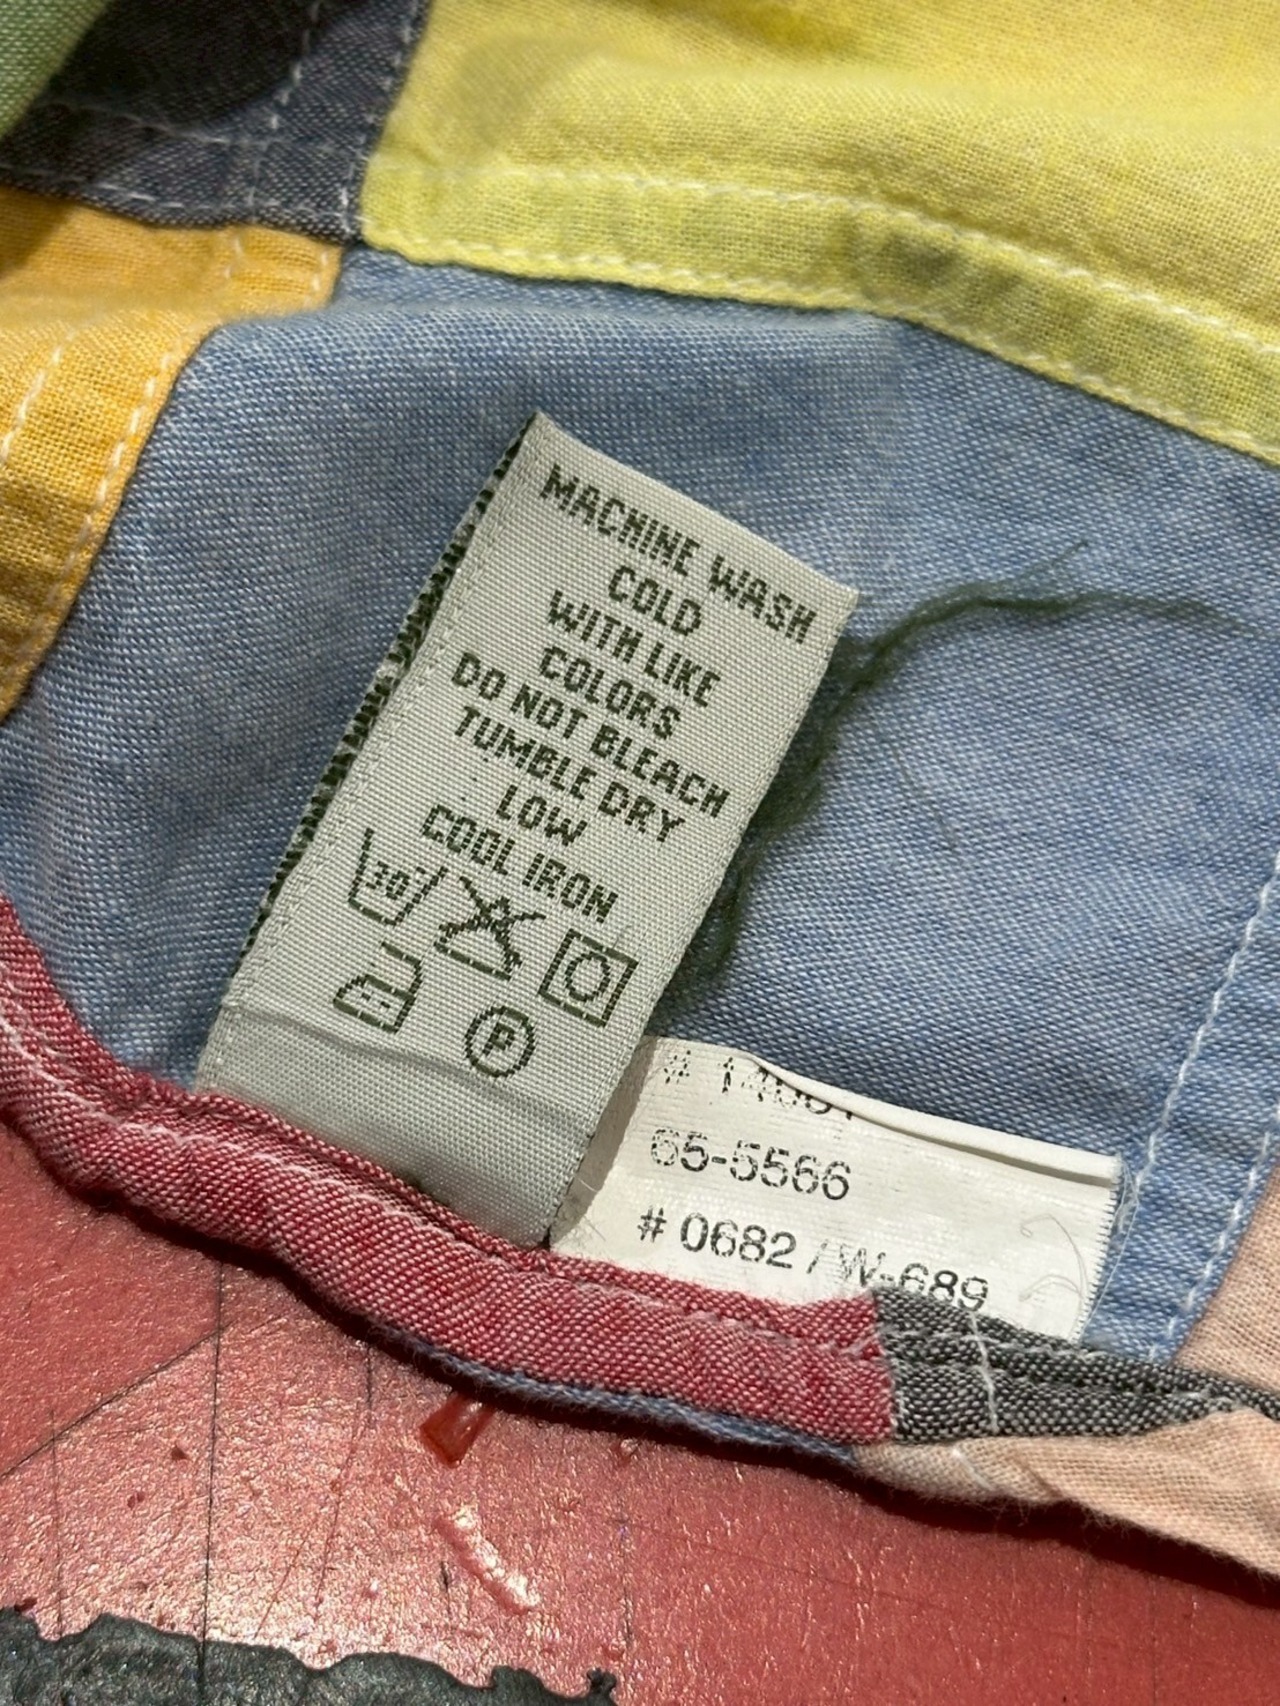 MACHINE WASH
COLD
WITH LIKE
COLORS
DO NOT BLEACH
TUMBLE DRY
LOW
COOL IRON
30°
P
65-5566
# 0682 / W-689